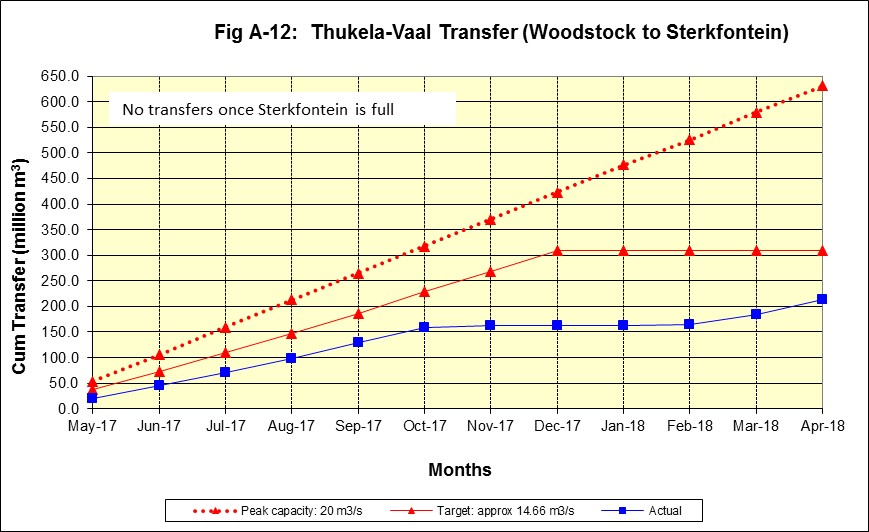 Fig A-12: Thukela-Vaal Transfer (Woodstock to Sterkfontein)
650.0
600.0
550.0
500.0
450.0
400.0
350.0
300.0
250.0
200.0
150.0
100.0
50.0
0.0
No transfers once Sterkfontein is full
Cum Transfer (million m³)
May-17 Jun-17 Jul-17 Aug-17 Sep-17 Oct-17 Nov-17 Dec-17 Jan-18 Feb-18 Mar-18 Apr-18
Months
Peak capacity: 20 m3/s Target: approx 14.66 m3/s Actual